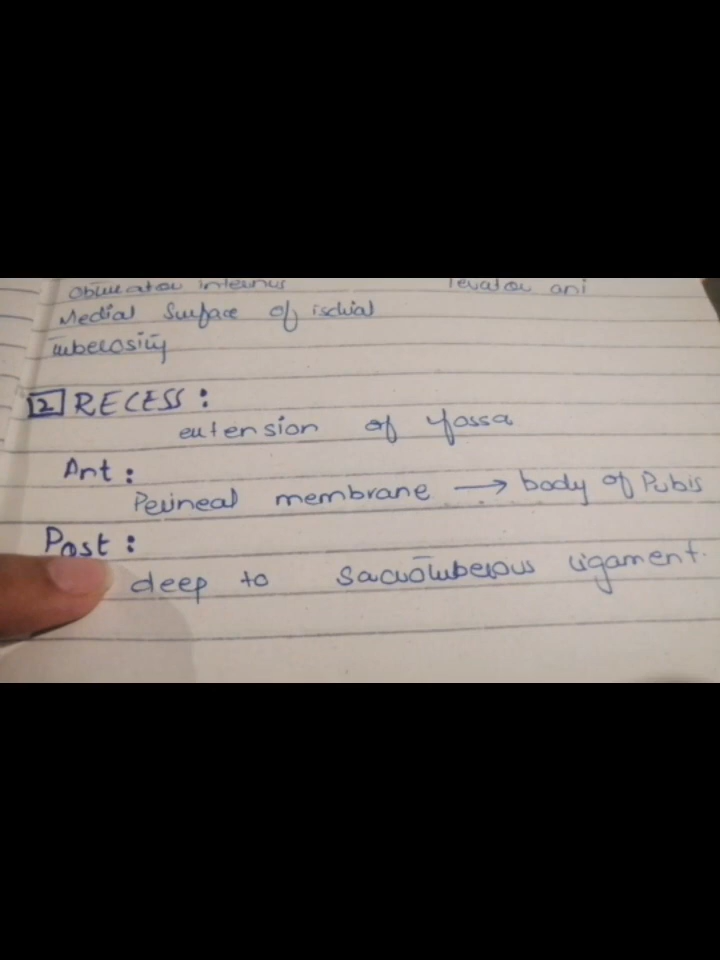 Obturator internus levator ani
Medial Surface of ischial
tuberosity
2 RECESS:
extension of fossa
Ant:
Perineal membrane → body of Pubis
Post:
deep to Sacrotuberous ligament.